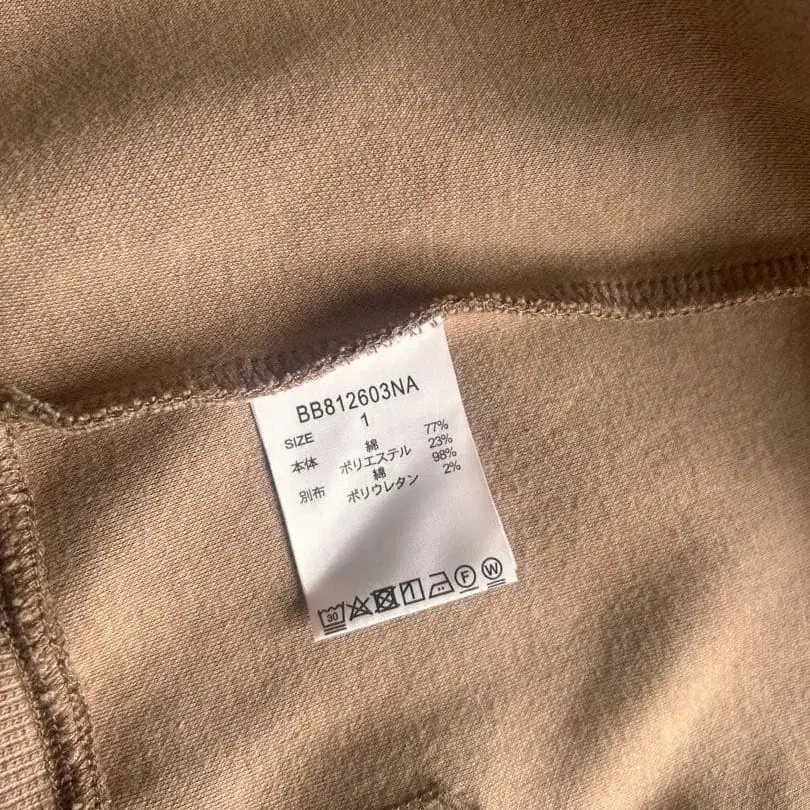 BB812603NA
SIZE 1
本体 綿 77%
ポリエステル 23%
別布 綿 98%
ポリウレタン 2%
30 F W